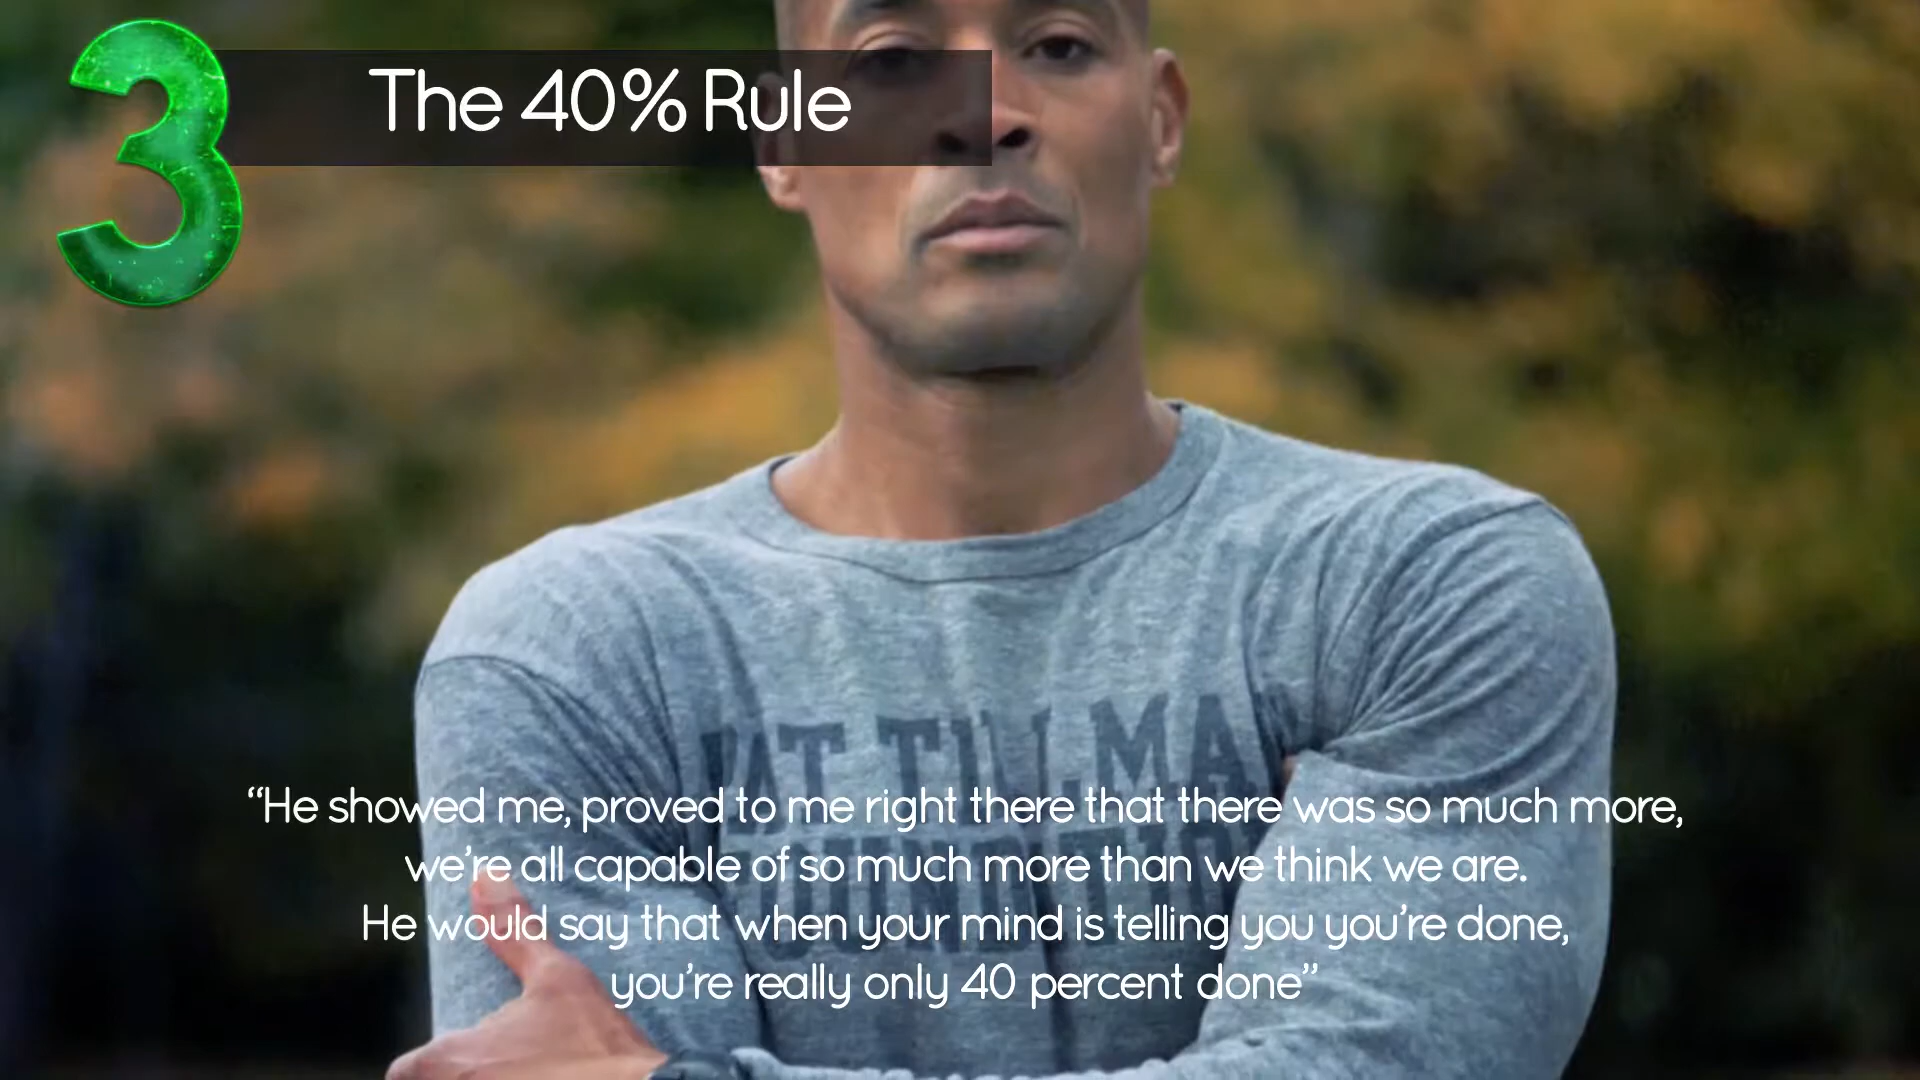 3
The 40% Rule
PAT TILLMA
“He showed me, proved to me right there that there was so much more,
we’re all capable of so much more than we think we are.
He would say that when your mind is telling you you’re done,
you’re really only 40 percent done”